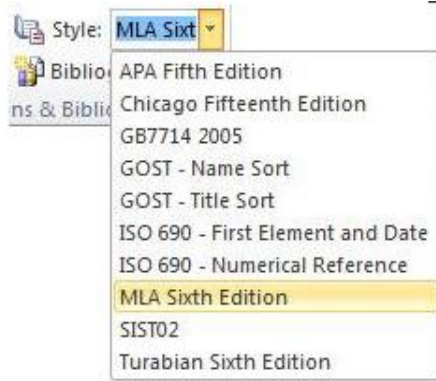 Style: MLA Sixt
Biblio
ns & Biblio
APA Fifth Edition
Chicago Fifteenth Edition
GB7714 2005
GOST - Name Sort
GOST - Title Sort
ISO 690 - First Element and Date
ISO 690 - Numerical Reference
MLA Sixth Edition
SIST02
Turabian Sixth Edition